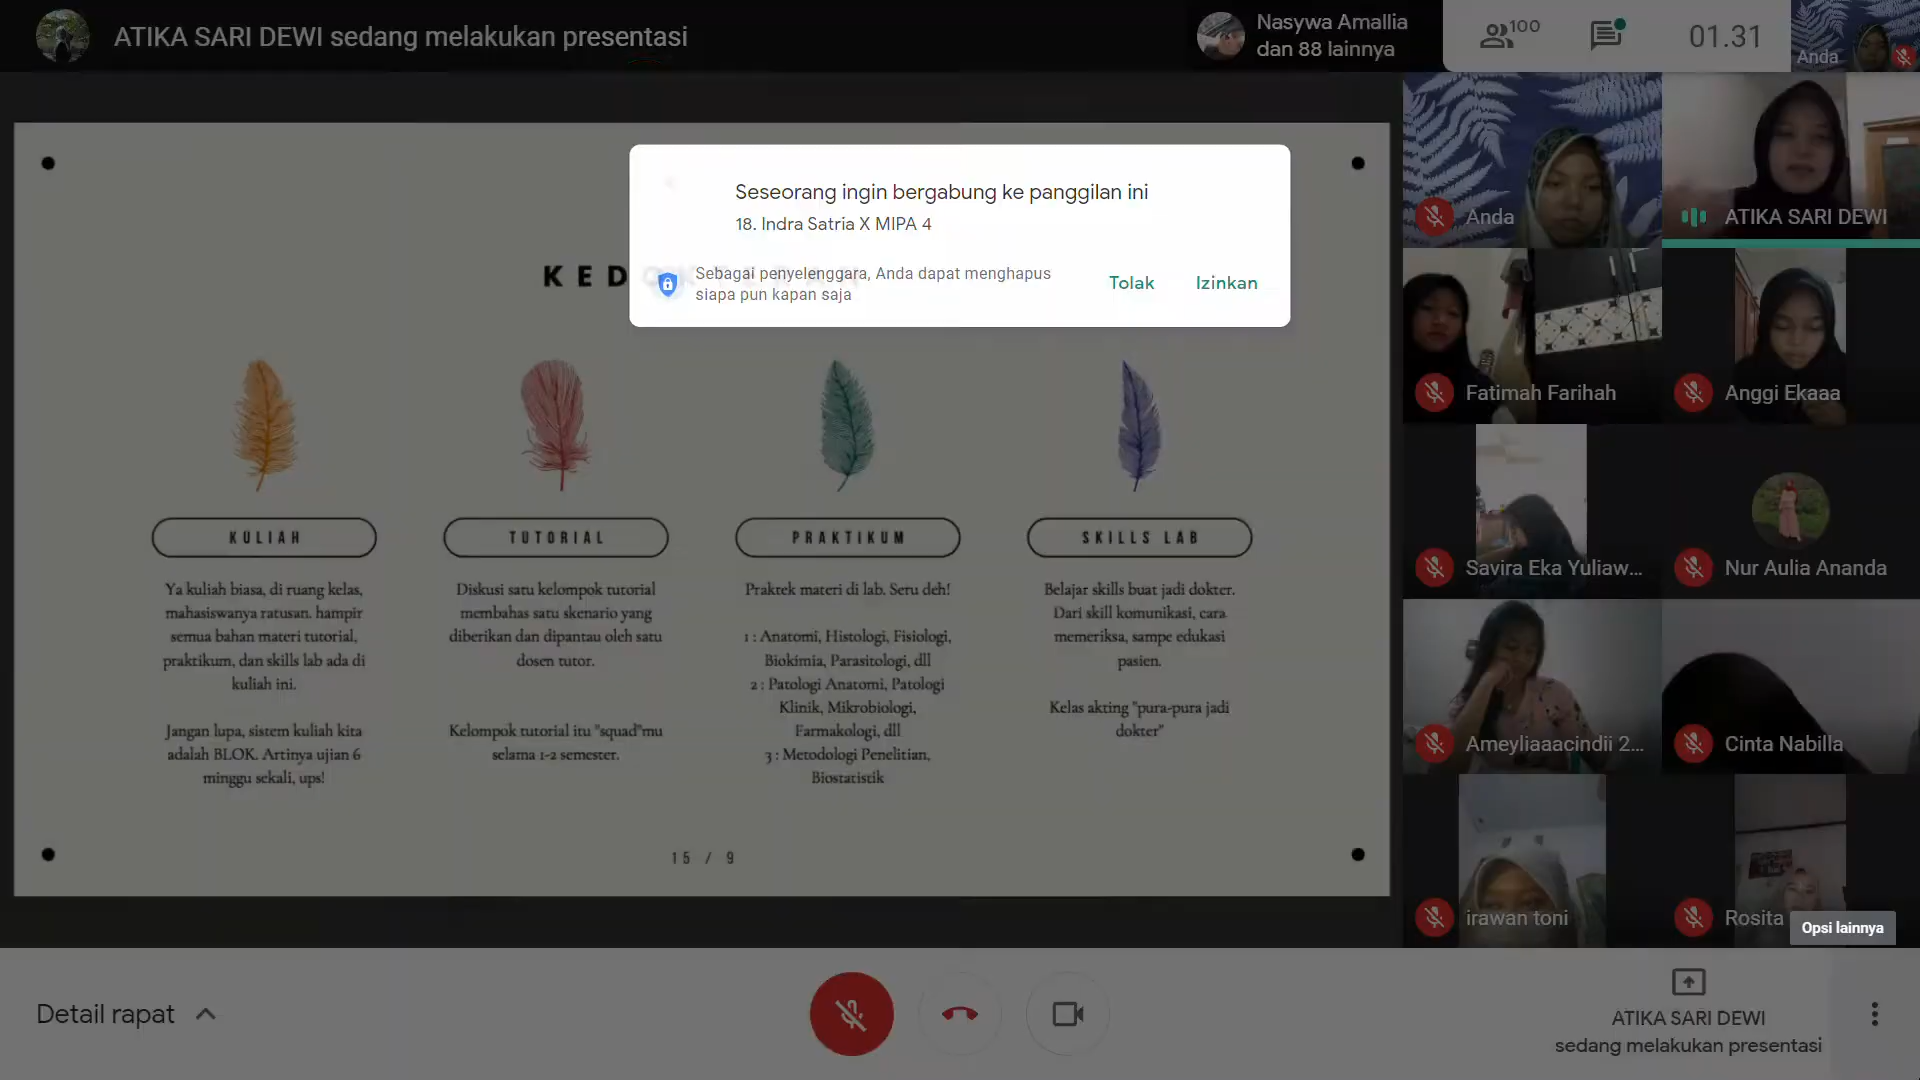 ATIKA SARI DEWI sedang melakukan presentasi
Nasywa Amallia
dan 88 lainnya
100
01.31
Anda
Seseorang ingin bergabung ke panggilan ini
18. Indra Satria X MIPA 4
Sebagai penyelenggara, Anda dapat menghapus
siapa pun kapan saja
Tolak
Izinkan
KED
KULIAH
Ya kuliah biasa, di ruang kelas,
mahasiswanya ratusan. hampir
semua bahan materi tutorial,
praktikum, dan skills lab ada di
kuliah ini.
Jangan lupa, sistem kuliah kita
adalah BLOK. Artinya ujian 6
minggu sekali, ups!
TUTORIAL
Diskusi satu kelompok tutorial
membahas satu skenario yang
diberikan dan dipantau oleh satu
dosen tutor.
Kelompok tutorial itu "squad"mu
selama 1-2 semester.
PRAKTIKUM
Praktek materi di lab. Seru deh!
1 : Anatomi, Histologi, Fisiologi,
Biokimia, Parasitologi, dll
2 : Patologi Anatomi, Patologi
Klinik, Mikrobiologi,
Farmakologi, dll
3 : Metodologi Penelitian,
Biostatistik
SKILLS LAB
Belajar skills buat jadi dokter.
Dari skill komunikasi, cara
memeriksa, sampe edukasi
pasien.
Kelas akting "pura-pura jadi
dokter"
15 / 9
Anda
ATIKA SARI DEWI
Fatimah Farihah
Anggi Ekaaa
Savira Eka Yuliaw...
Nur Aulia Ananda
Ameyliaaacindii 2...
Cinta Nabilla
irawan toni
Rosita
Opsi lainnya
Detail rapat
ATIKA SARI DEWI
sedang melakukan presentasi